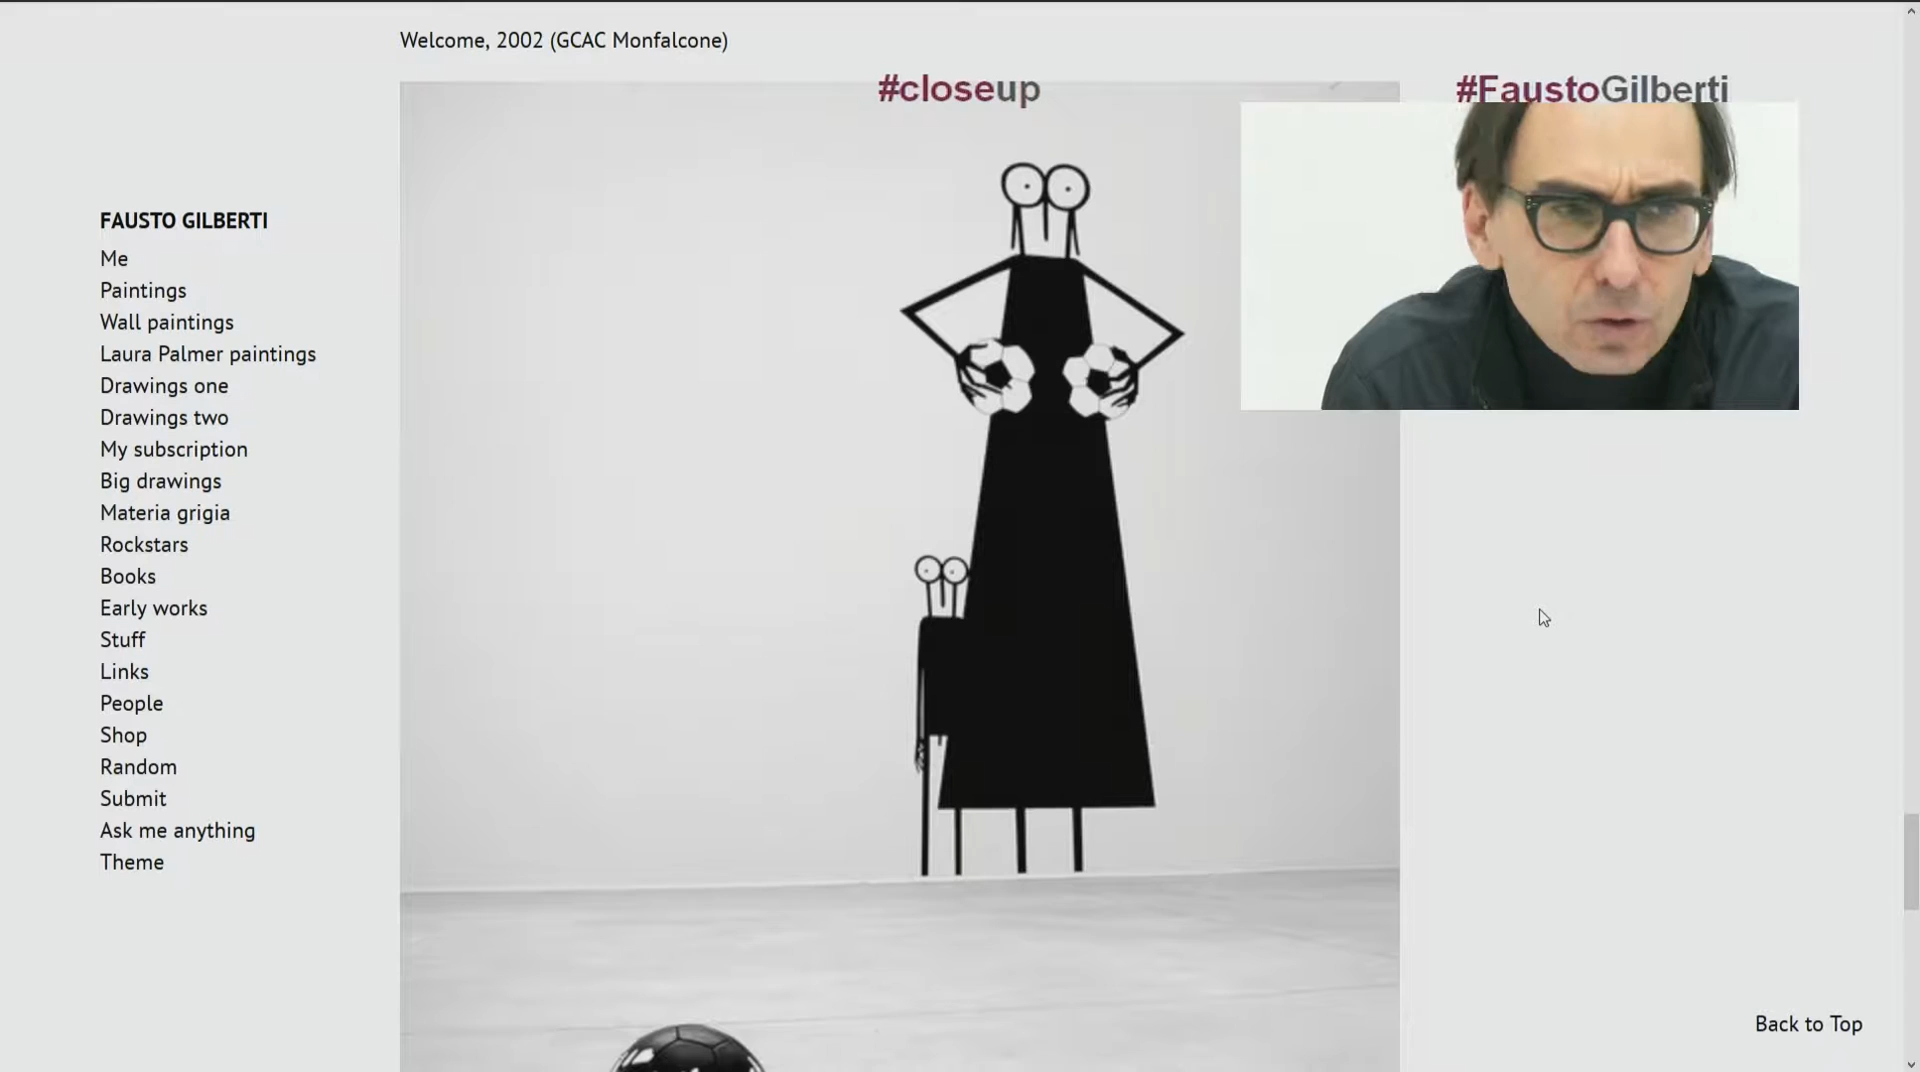 Welcome, 2002 (GCAC Monfalcone)
#closeup
#FaustoGilberti
FAUSTO GILBERTI
Me
Paintings
Wall paintings
Laura Palmer paintings
Drawings one
Drawings two
My subscription
Big drawings
Materia grigia
Rockstars
Books
Early works
Stuff
Links
People
Shop
Random
Submit
Ask me anything
Theme
Back to Top